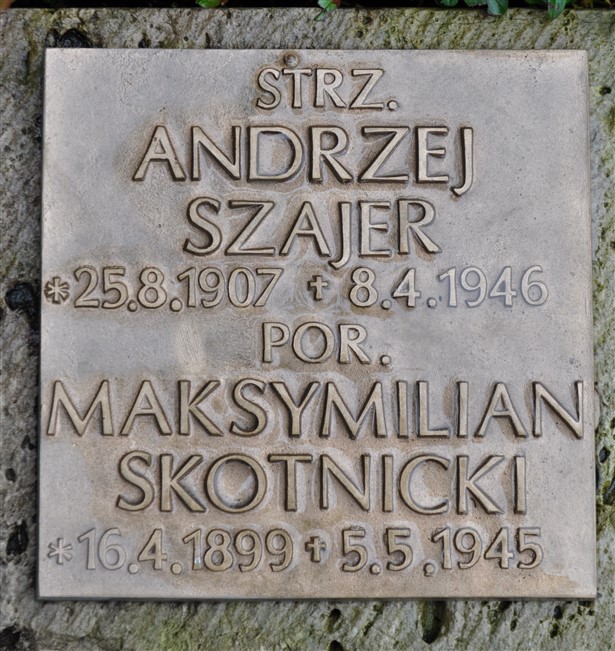 STRZ.
ANDRZEJ
SZAJER
*25.8.1907 ✝ 8.4.1946
POR.
MAKSYMILIAN
SKOTNICKI
*16.4.1899 ✝ 5.5.1945